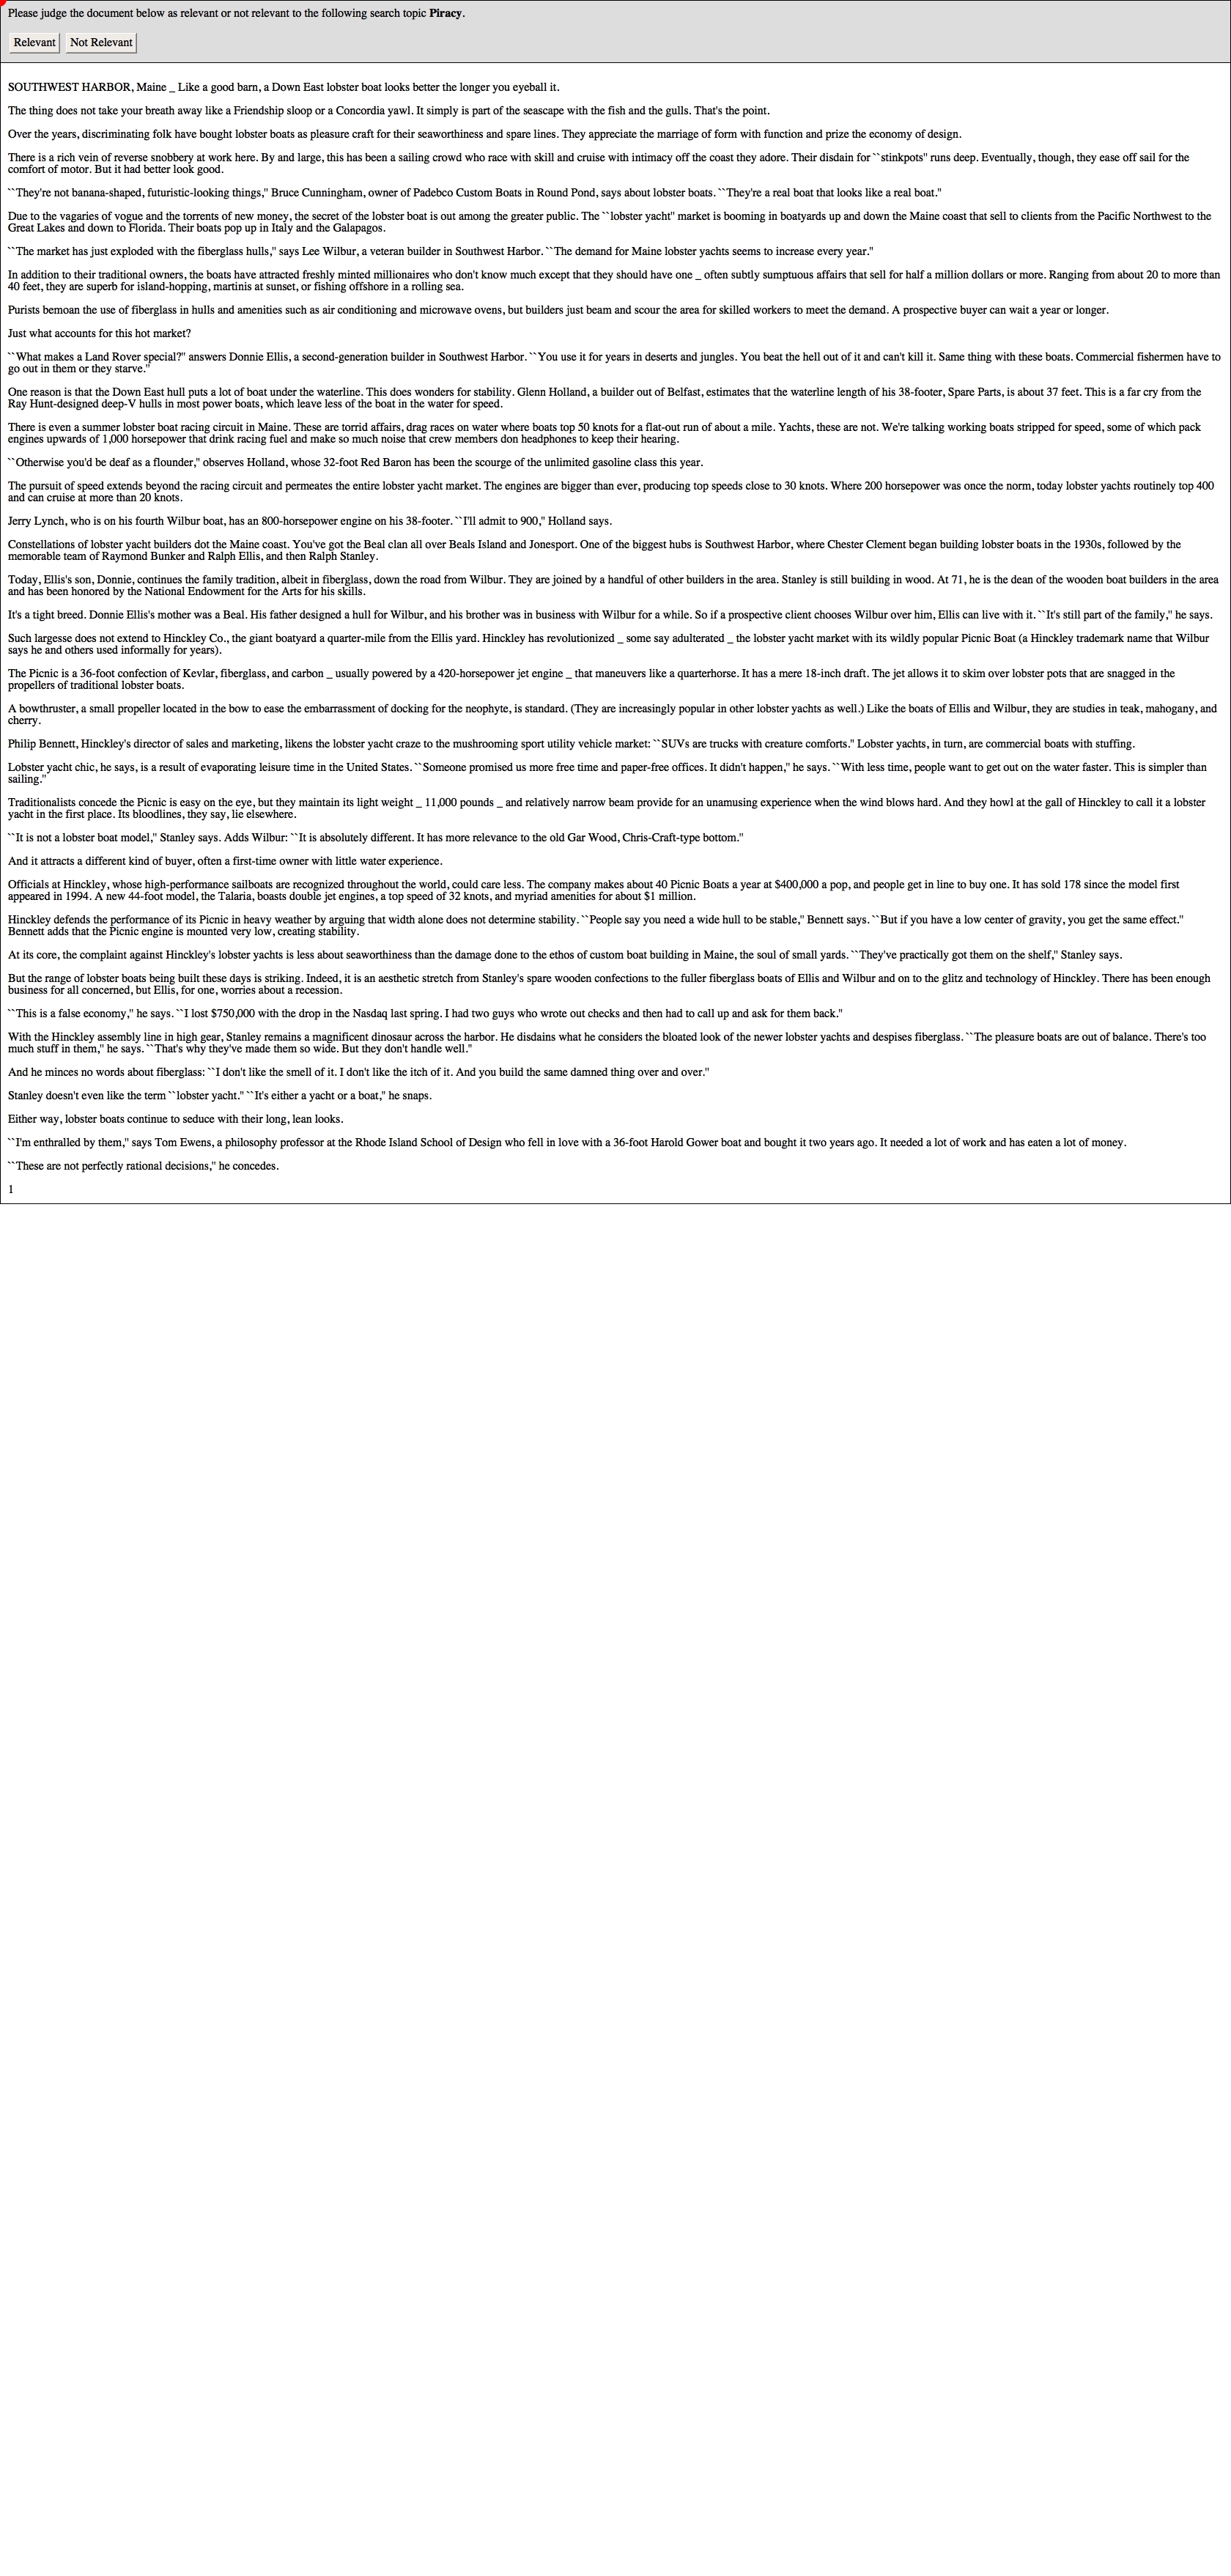 Please judge the document below as relevant or not relevant to the following search topic Piracy.
Relevant Not Relevant
SOUTHWEST HARBOR, Maine _ Like a good barn, a Down East lobster boat looks better the longer you eyeball it.
The thing does not take your breath away like a Friendship sloop or a Concordia yawl. It simply is part of the seascape with the fish and the gulls. That's the point.
Over the years, discriminating folk have bought lobster boats as pleasure craft for their seaworthiness and spare lines. They appreciate the marriage of form with function and prize the economy of design.
There is a rich vein of reverse snobbery at work here. By and large, this has been a sailing crowd who race with skill and cruise with intimacy off the coast they adore. Their disdain for ``stinkpots'' runs deep. Eventually, though, they ease off sail for the
comfort of motor. But it had better look good.
``They're not banana-shaped, futuristic-looking things,'' Bruce Cunningham, owner of Padebco Custom Boats in Round Pond, says about lobster boats. ``They're a real boat that looks like a real boat.''
Due to the vagaries of vogue and the torrents of new money, the secret of the lobster boat is out among the greater public. The ``lobster yacht'' market is booming in boatyards up and down the Maine coast that sell to clients from the Pacific Northwest to the
Great Lakes and down to Florida. Their boats pop up in Italy and the Galapagos.
``The market has just exploded with the fiberglass hulls,'' says Lee Wilbur, a veteran builder in Southwest Harbor. ``The demand for Maine lobster yachts seems to increase every year.''
In addition to their traditional owners, the boats have attracted freshly minted millionaires who don't know much except that they should have one _ often subtly sumptuous affairs that sell for half a million dollars or more. Ranging from about 20 to more than
40 feet, they are superb for island-hopping, martinis at sunset, or fishing offshore in a rolling sea.
Purists bemoan the use of fiberglass in hulls and amenities such as air conditioning and microwave ovens, but builders just beam and scour the area for skilled workers to meet the demand. A prospective buyer can wait a year or longer.
Just what accounts for this hot market?
``What makes a Land Rover special?'' answers Donnie Ellis, a second-generation builder in Southwest Harbor. ``You use it for years in deserts and jungles. You beat the hell out of it and can't kill it. Same thing with these boats. Commercial fishermen have to
go out in them or they starve.''
One reason is that the Down East hull puts a lot of boat under the waterline. This does wonders for stability. Glenn Holland, a builder out of Belfast, estimates that the waterline length of his 38-footer, Spare Parts, is about 37 feet. This is a far cry from the
Ray Hunt-designed deep-V hulls in most power boats, which leave less of the boat in the water for speed.
There is even a summer lobster boat racing circuit in Maine. These are torrid affairs, drag races on water where boats top 50 knots for a flat-out run of about a mile. Yachts, these are not. We're talking working boats stripped for speed, some of which pack
engines upwards of 1,000 horsepower that drink racing fuel and make so much noise that crew members don headphones to keep their hearing.
``Otherwise you'd be deaf as a flounder,'' observes Holland, whose 32-foot Red Baron has been the scourge of the unlimited gasoline class this year.
The pursuit of speed extends beyond the racing circuit and permeates the entire lobster yacht market. The engines are bigger than ever, producing top speeds close to 30 knots. Where 200 horsepower was once the norm, today lobster yachts routinely top 400
and can cruise at more than 20 knots.
Jerry Lynch, who is on his fourth Wilbur boat, has an 800-horsepower engine on his 38-footer. ``I'll admit to 900,'' Holland says.
Constellations of lobster yacht builders dot the Maine coast. You've got the Beal clan all over Beals Island and Jonesport. One of the biggest hubs is Southwest Harbor, where Chester Clement began building lobster boats in the 1930s, followed by the
memorable team of Raymond Bunker and Ralph Ellis, and then Ralph Stanley.
Today, Ellis's son, Donnie, continues the family tradition, albeit in fiberglass, down the road from Wilbur. They are joined by a handful of other builders in the area. Stanley is still building in wood. At 71, he is the dean of the wooden boat builders in the area
and has been honored by the National Endowment for the Arts for his skills.
It's a tight breed. Donnie Ellis's mother was a Beal. His father designed a hull for Wilbur, and his brother was in business with Wilbur for a while. So if a prospective client chooses Wilbur over him, Ellis can live with it. ``It's still part of the family,'' he says.
Such largesse does not extend to Hinckley Co., the giant boatyard a quarter-mile from the Ellis yard. Hinckley has revolutionized _ some say adulterated _ the lobster yacht market with its wildly popular Picnic Boat (a Hinckley trademark name that Wilbur
says he and others used informally for years).
The Picnic is a 36-foot confection of Kevlar, fiberglass, and carbon _ usually powered by a 420-horsepower jet engine _ that maneuvers like a quarterhorse. It has a mere 18-inch draft. The jet allows it to skim over lobster pots that are snagged in the
propellers of traditional lobster boats.
A bowthruster, a small propeller located in the bow to ease the embarrassment of docking for the neophyte, is standard. (They are increasingly popular in other lobster yachts as well.) Like the boats of Ellis and Wilbur, they are studies in teak, mahogany, and
cherry.
Philip Bennett, Hinckley's director of sales and marketing, likens the lobster yacht craze to the mushrooming sport utility vehicle market: ``SUVs are trucks with creature comforts.'' Lobster yachts, in turn, are commercial boats with stuffing.
Lobster yacht chic, he says, is a result of evaporating leisure time in the United States. ``Someone promised us more free time and paper-free offices. It didn't happen,'' he says. ``With less time, people want to get out on the water faster. This is simpler than
sailing.''
Traditionalists concede the Picnic is easy on the eye, but they maintain its light weight _ 11,000 pounds _ and relatively narrow beam provide for an unamusing experience when the wind blows hard. And they howl at the gall of Hinckley to call it a lobster
yacht in the first place. Its bloodlines, they say, lie elsewhere.
``It is not a lobster boat model,'' Stanley says. Adds Wilbur: ``It is absolutely different. It has more relevance to the old Gar Wood, Chris-Craft-type bottom.''
And it attracts a different kind of buyer, often a first-time owner with little water experience.
Officials at Hinckley, whose high-performance sailboats are recognized throughout the world, could care less. The company makes about 40 Picnic Boats a year at $400,000 a pop, and people get in line to buy one. It has sold 178 since the model first
appeared in 1994. A new 44-foot model, the Talaria, boasts double jet engines, a top speed of 32 knots, and myriad amenities for about $1 million.
Hinckley defends the performance of its Picnic in heavy weather by arguing that width alone does not determine stability. ``People say you need a wide hull to be stable,'' Bennett says. ``But if you have a low center of gravity, you get the same effect.''
Bennett adds that the Picnic engine is mounted very low, creating stability.
At its core, the complaint against Hinckley's lobster yachts is less about seaworthiness than the damage done to the ethos of custom boat building in Maine, the soul of small yards. ``They've practically got them on the shelf,'' Stanley says.
But the range of lobster boats being built these days is striking. Indeed, it is an aesthetic stretch from Stanley's spare wooden confections to the fuller fiberglass boats of Ellis and Wilbur and on to the glitz and technology of Hinckley. There has been enough
business for all concerned, but Ellis, for one, worries about a recession.
``This is a false economy,'' he says. ``I lost $750,000 with the drop in the Nasdaq last spring. I had two guys who wrote out checks and then had to call up and ask for them back.''
With the Hinckley assembly line in high gear, Stanley remains a magnificent dinosaur across the harbor. He disdains what he considers the bloated look of the newer lobster yachts and despises fiberglass. ``The pleasure boats are out of balance. There's too
much stuff in them,'' he says. ``That's why they've made them so wide. But they don't handle well.''
And he minces no words about fiberglass: ``I don't like the smell of it. I don't like the itch of it. And you build the same damned thing over and over.''
Stanley doesn't even like the term ``lobster yacht.'' ``It's either a yacht or a boat,'' he snaps.
Either way, lobster boats continue to seduce with their long, lean looks.
``I'm enthralled by them,'' says Tom Ewens, a philosophy professor at the Rhode Island School of Design who fell in love with a 36-foot Harold Gower boat and bought it two years ago. It needed a lot of work and has eaten a lot of money.
``These are not perfectly rational decisions,'' he concedes.
1